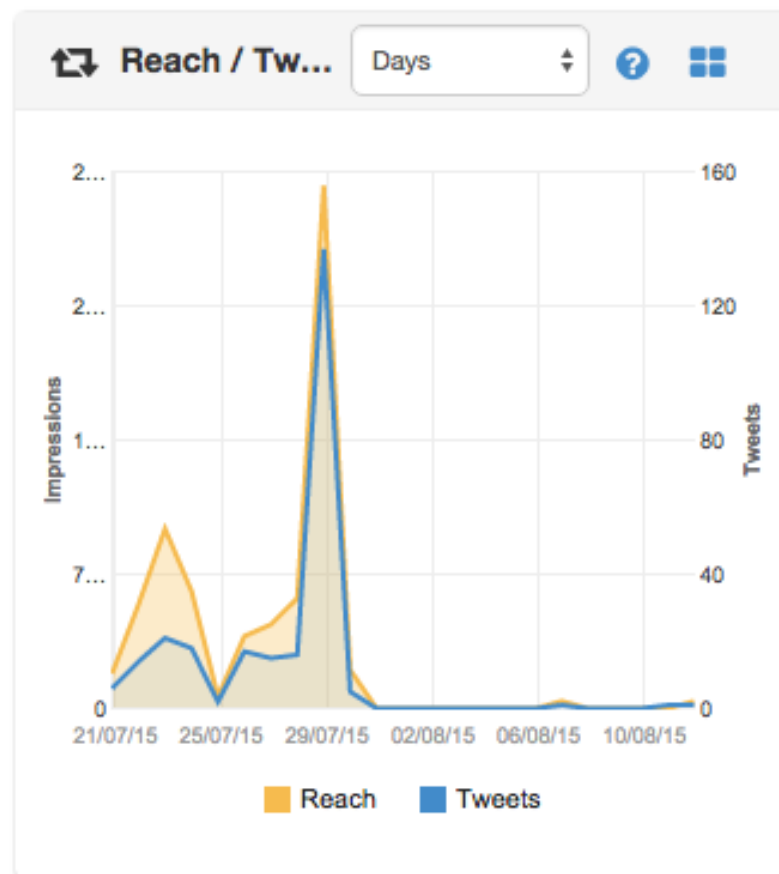 Reach / Tw... Days ?
2... 160
2... 120
1... 80
7... 40
0 0
Impressions
Tweets
21/07/15 25/07/15 29/07/15 02/08/15 06/08/15 10/08/15
Reach Tweets